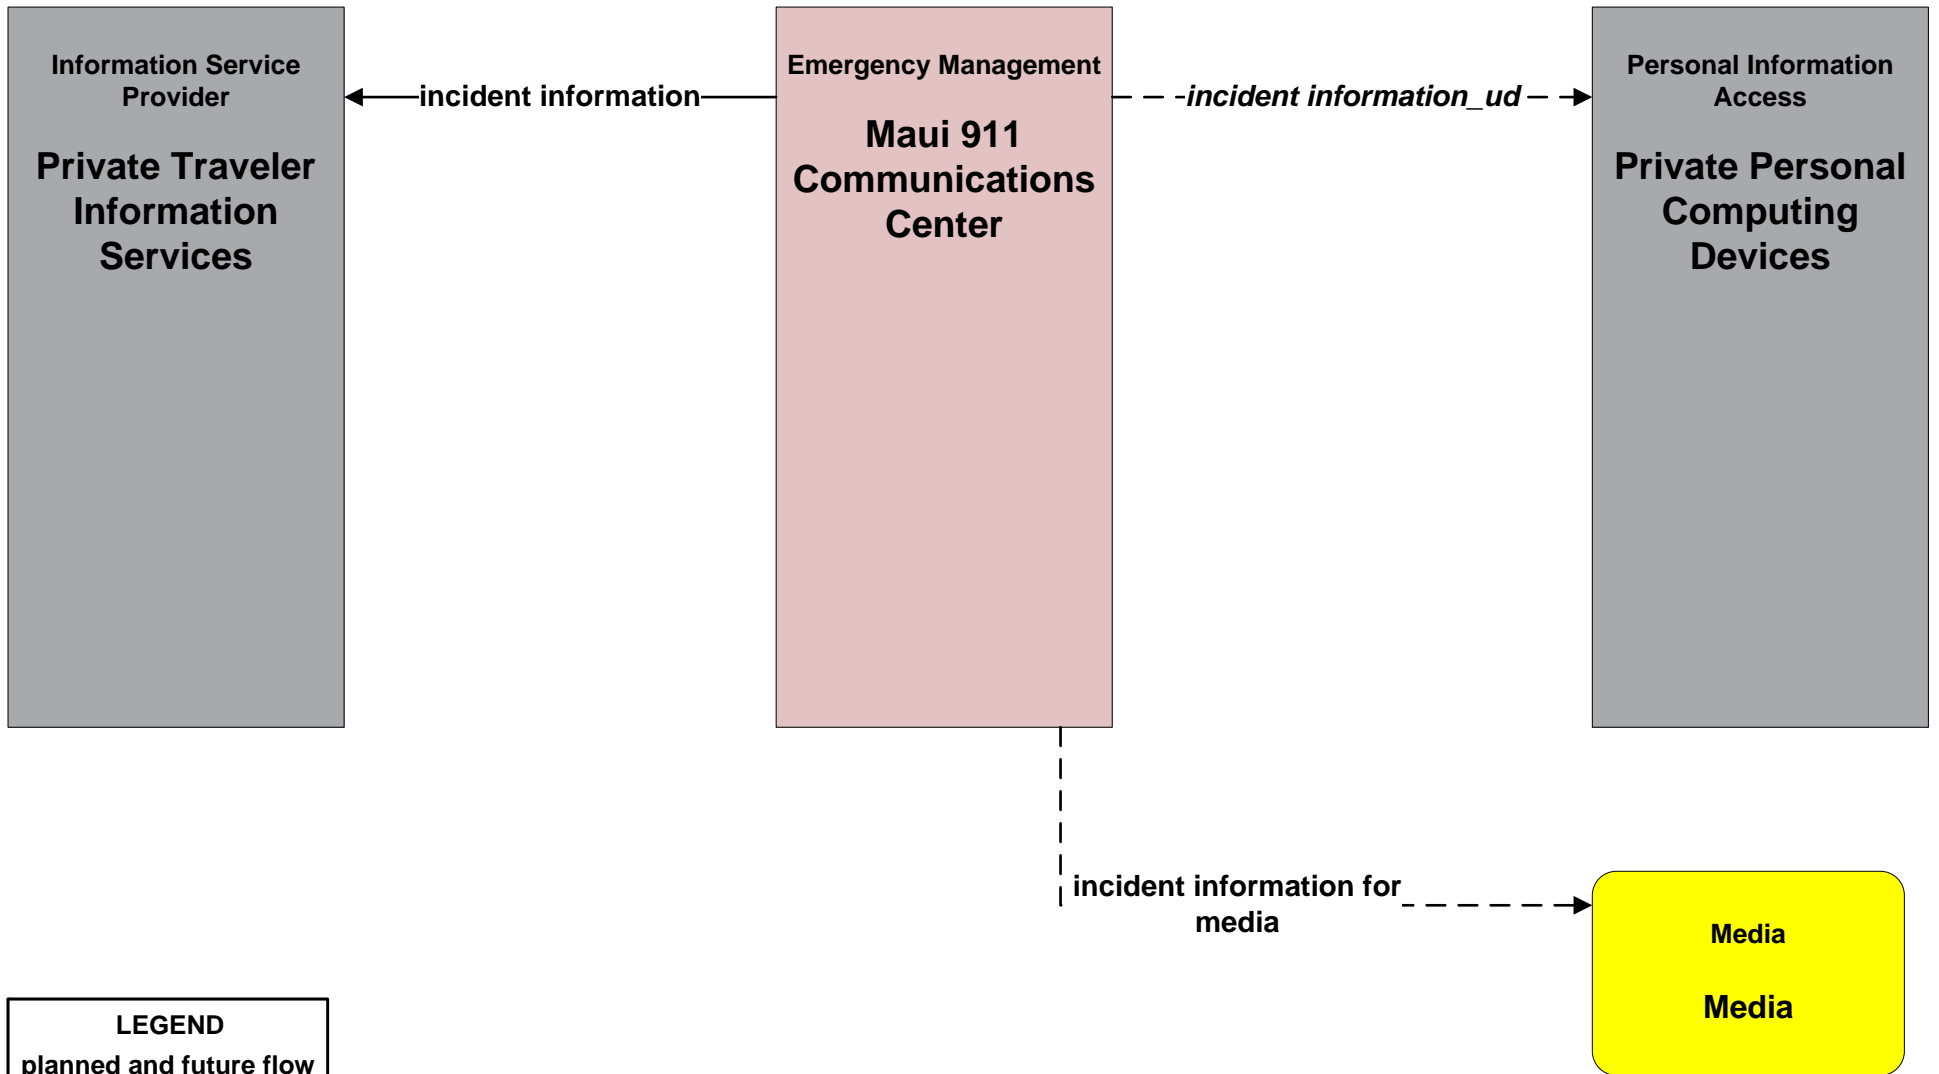 Information Service
Provider
Private Traveler
Information
Services
incident information
Emergency Management
Maui 911
Communications
Center
incident information_ud
Personal Information
Access
Private Personal
Computing
Devices
incident information for
media
Media
Media
LEGEND
planned and future flow